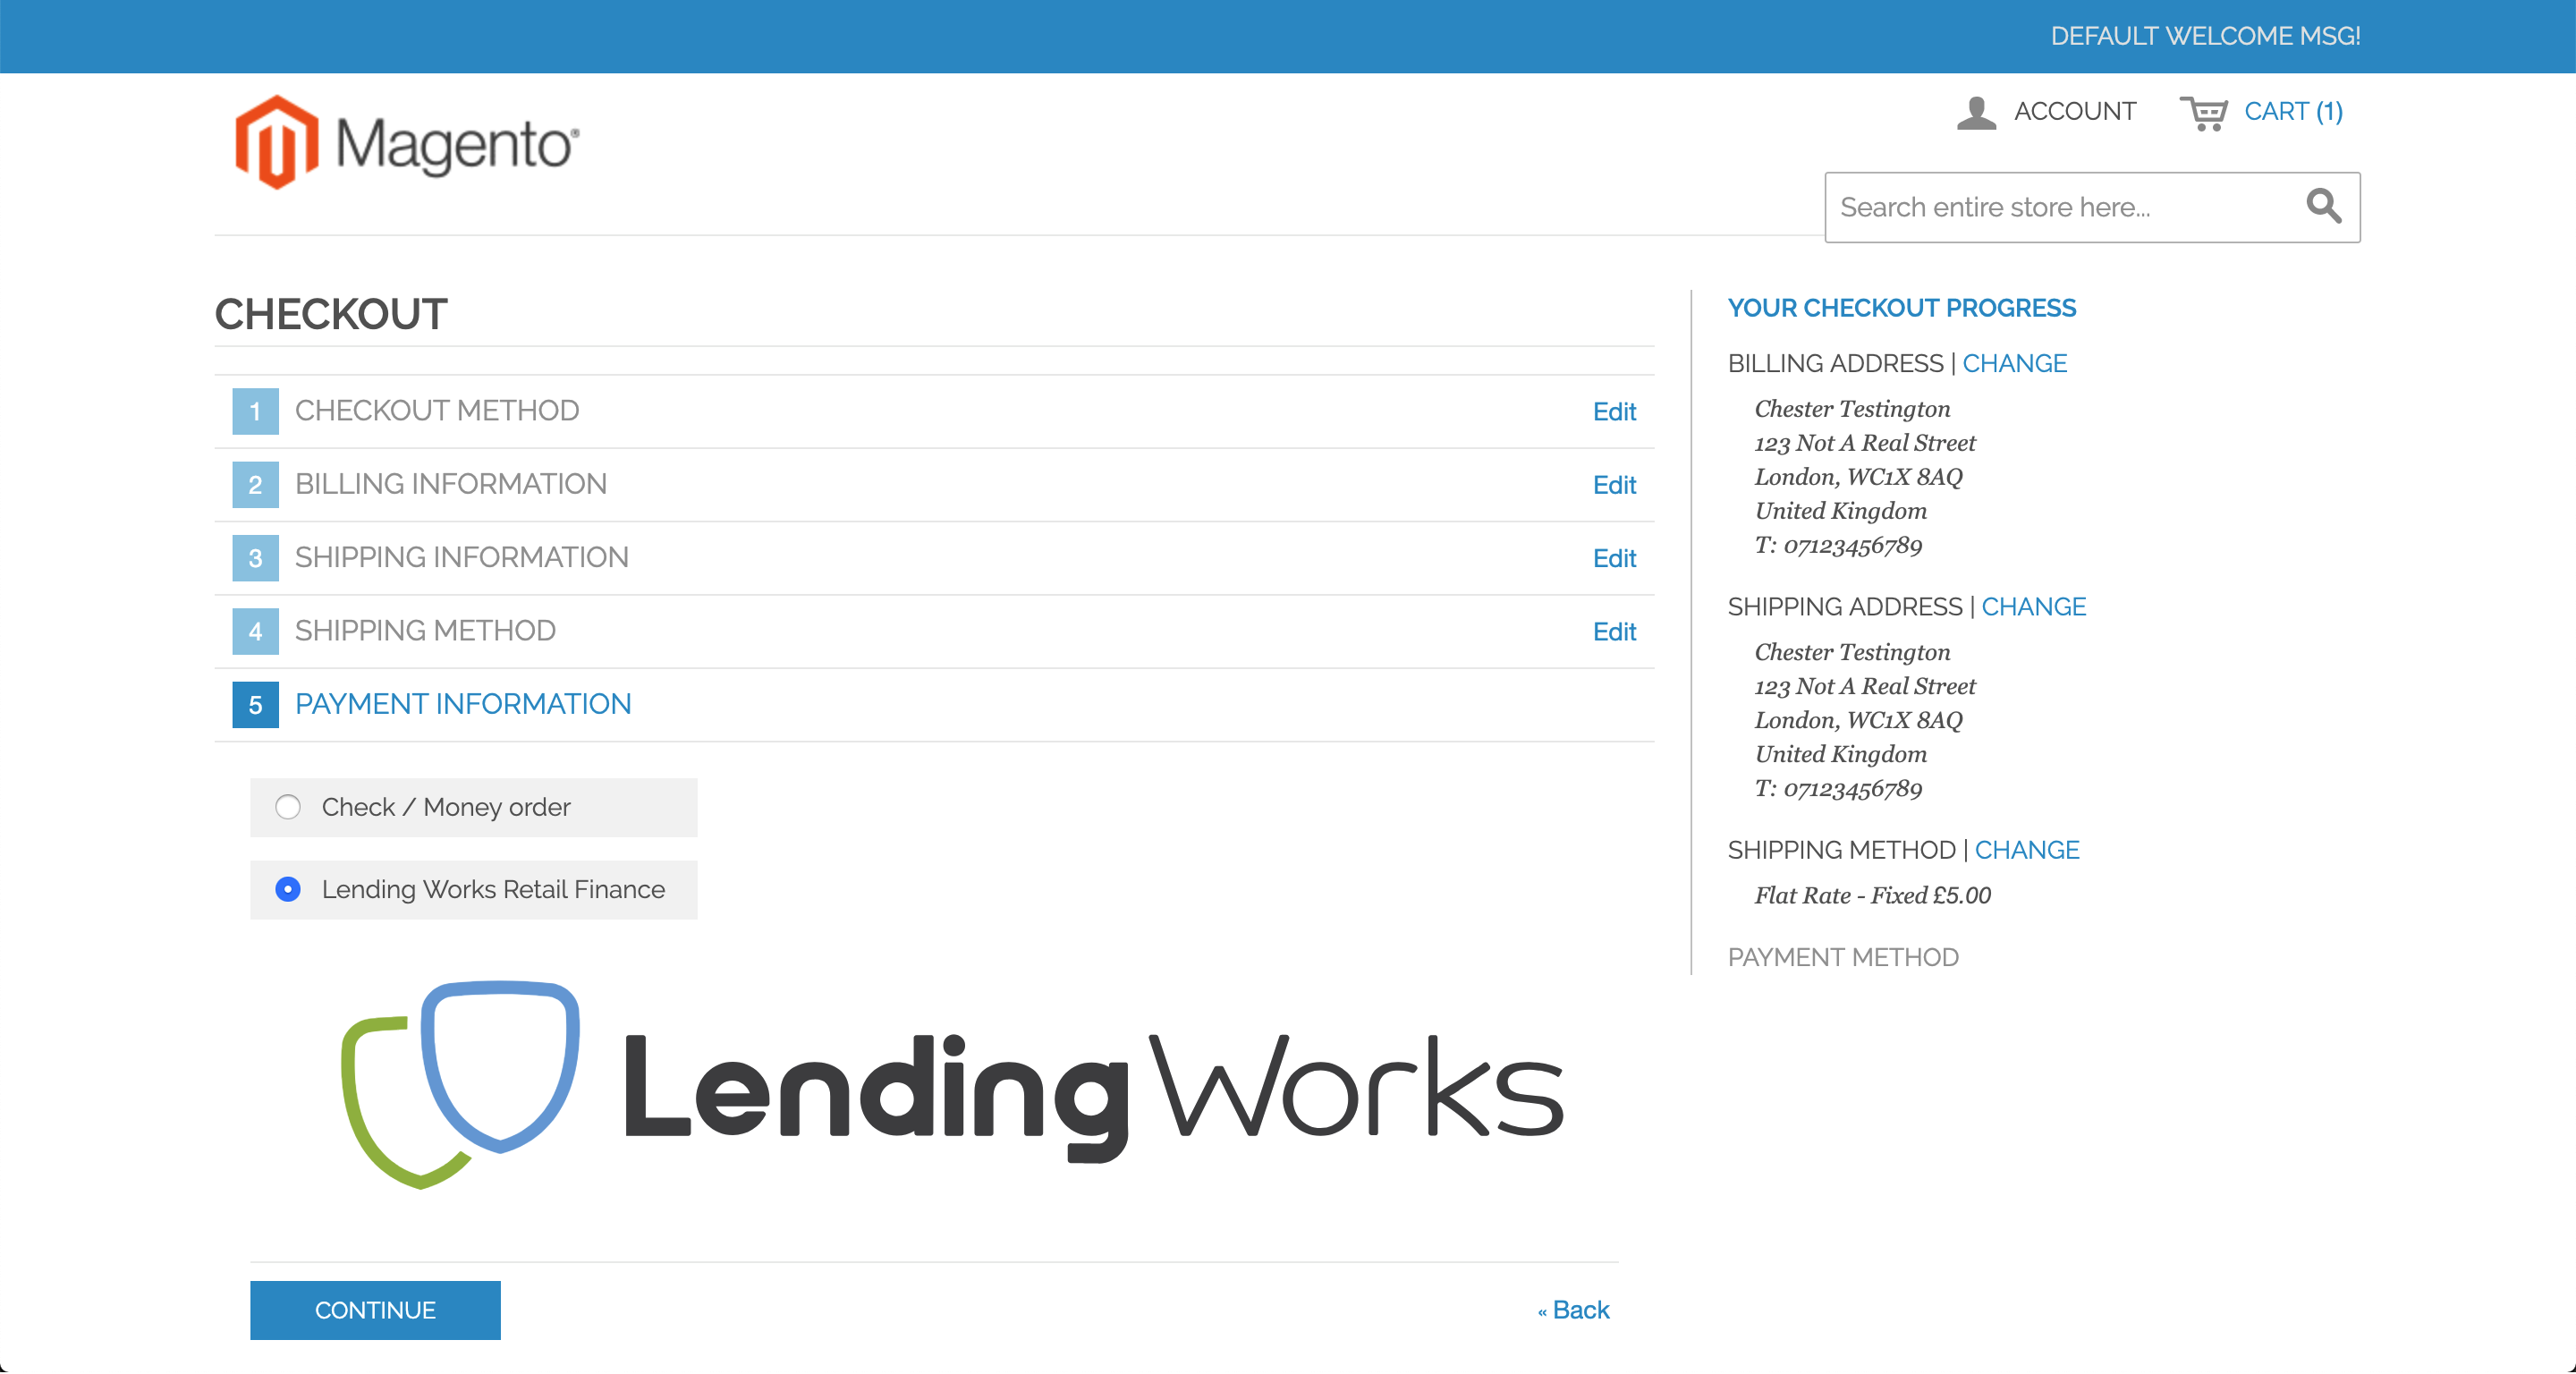 DEFAULT WELCOME MSG!
Magento®
ACCOUNT
CART (1)
Search entire store here...
CHECKOUT
1 CHECKOUT METHOD Edit
2 BILLING INFORMATION Edit
3 SHIPPING INFORMATION Edit
4 SHIPPING METHOD Edit
5 PAYMENT INFORMATION
Check / Money order
Lending Works Retail Finance
Lending Works
CONTINUE
« Back
YOUR CHECKOUT PROGRESS
BILLING ADDRESS | CHANGE
Chester Testington
123 Not A Real Street
London, WC1X 8AQ
United Kingdom
T: 07123456789
SHIPPING ADDRESS | CHANGE
Chester Testington
123 Not A Real Street
London, WC1X 8AQ
United Kingdom
T: 07123456789
SHIPPING METHOD | CHANGE
Flat Rate - Fixed £5.00
PAYMENT METHOD